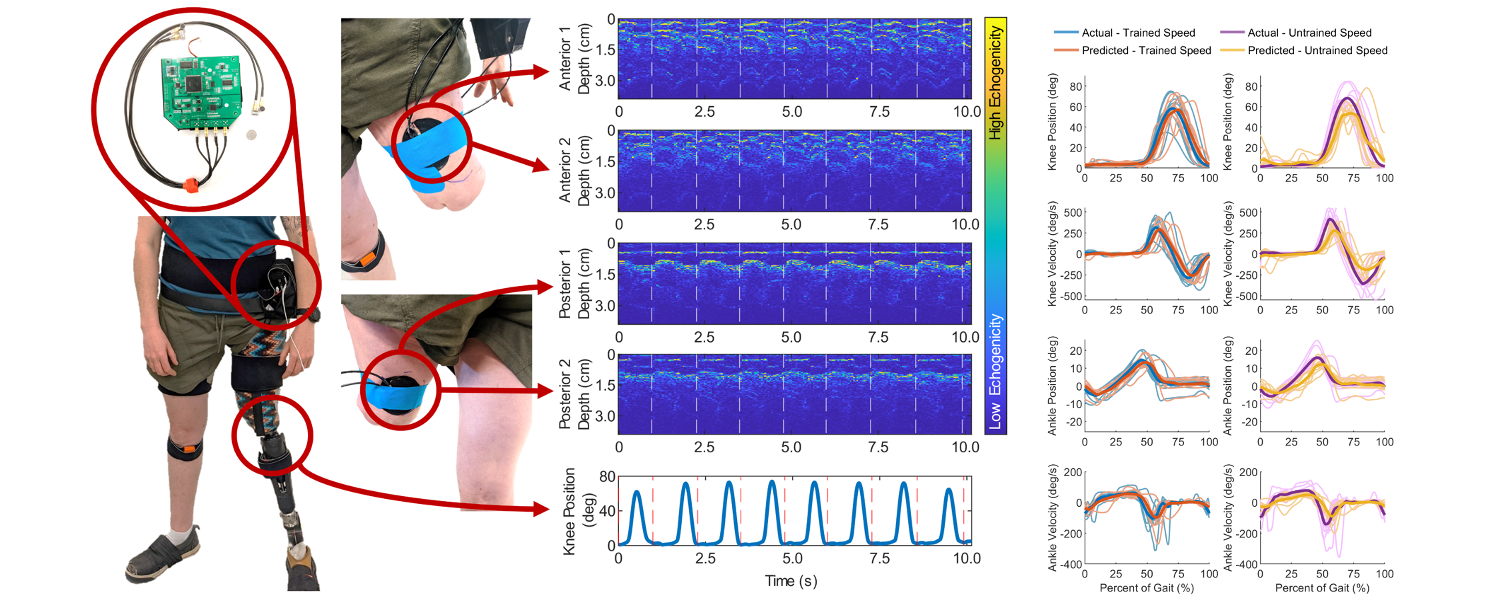 0
1.5
3.0
Anterior 1
Depth (cm)
0 2.5 5.0 7.5 10.0
0
1.5
3.0
Anterior 2
Depth (cm)
0 2.5 5.0 7.5 10.0
0
1.5
3.0
Posterior 1
Depth (cm)
0 2.5 5.0 7.5 10.0
0
1.5
3.0
Posterior 2
Depth (cm)
0 2.5 5.0 7.5 10.0
80
40
0
Knee Position
(deg)
0 2.5 5.0 7.5 10.0
Time (s)
High Echogenicity
Low Echogenicity
Actual - Trained Speed
Predicted - Trained Speed
Actual - Untrained Speed
Predicted - Untrained Speed
Knee Position (deg)
80
60
40
20
0
0 25 50 75 100
Knee Position (deg)
80
60
40
20
0
0 25 50 75 100
Knee Velocity (deg/s)
500
250
0
-250
-500
0 25 50 75 100
Knee Velocity (deg/s)
500
250
0
-250
-500
0 25 50 75 100
Ankle Position (deg)
20
10
0
-10
-20
0 25 50 75 100
Ankle Position (deg)
20
10
0
-10
-20
0 25 50 75 100
Ankle Velocity (deg/s)
200
0
-200
-400
0 25 50 75 100
Percent of Gait (%)
Ankle Velocity (deg/s)
200
0
-200
-400
0 25 50 75 100
Percent of Gait (%)